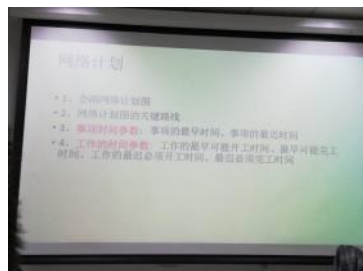 网络计划
• 1、会画网络计划图
• 2、网络计划图的关键路线
• 3、事项时间参数：事项的最早时间、事项的最迟时间
• 4、工作的时间参数：工作的最早可能开工时间、最早可能完工
时间、工作的最迟必须开工时间、最迟必须完工时间